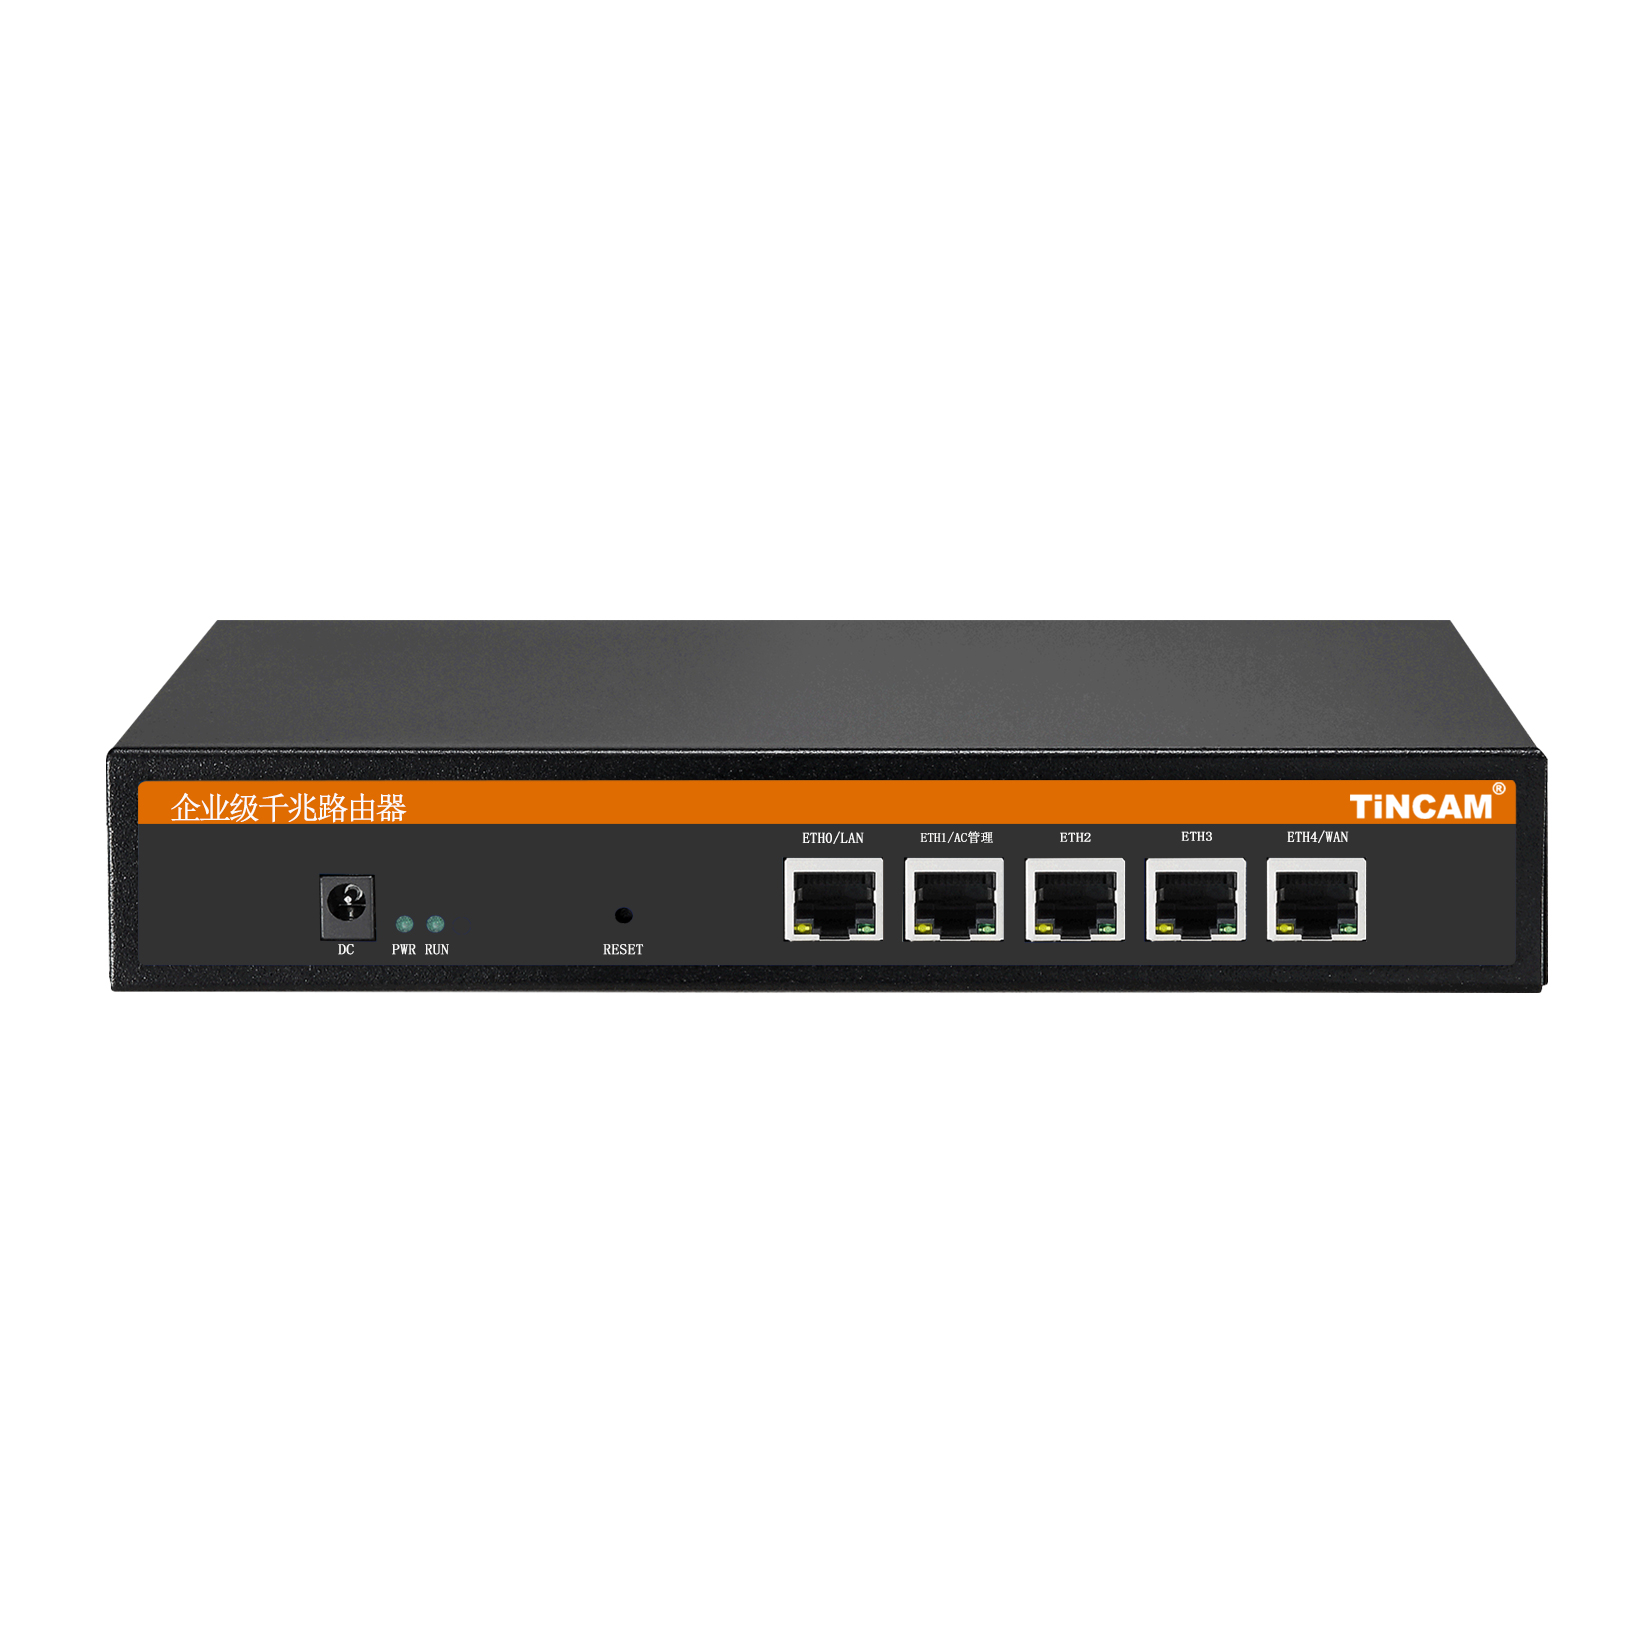 企业级千兆路由器
TiNCAM®
ETH0/LAN
ETH1/AC管理
ETH2
ETH3
ETH4/WAN
DC
PWR
RUN
RESET